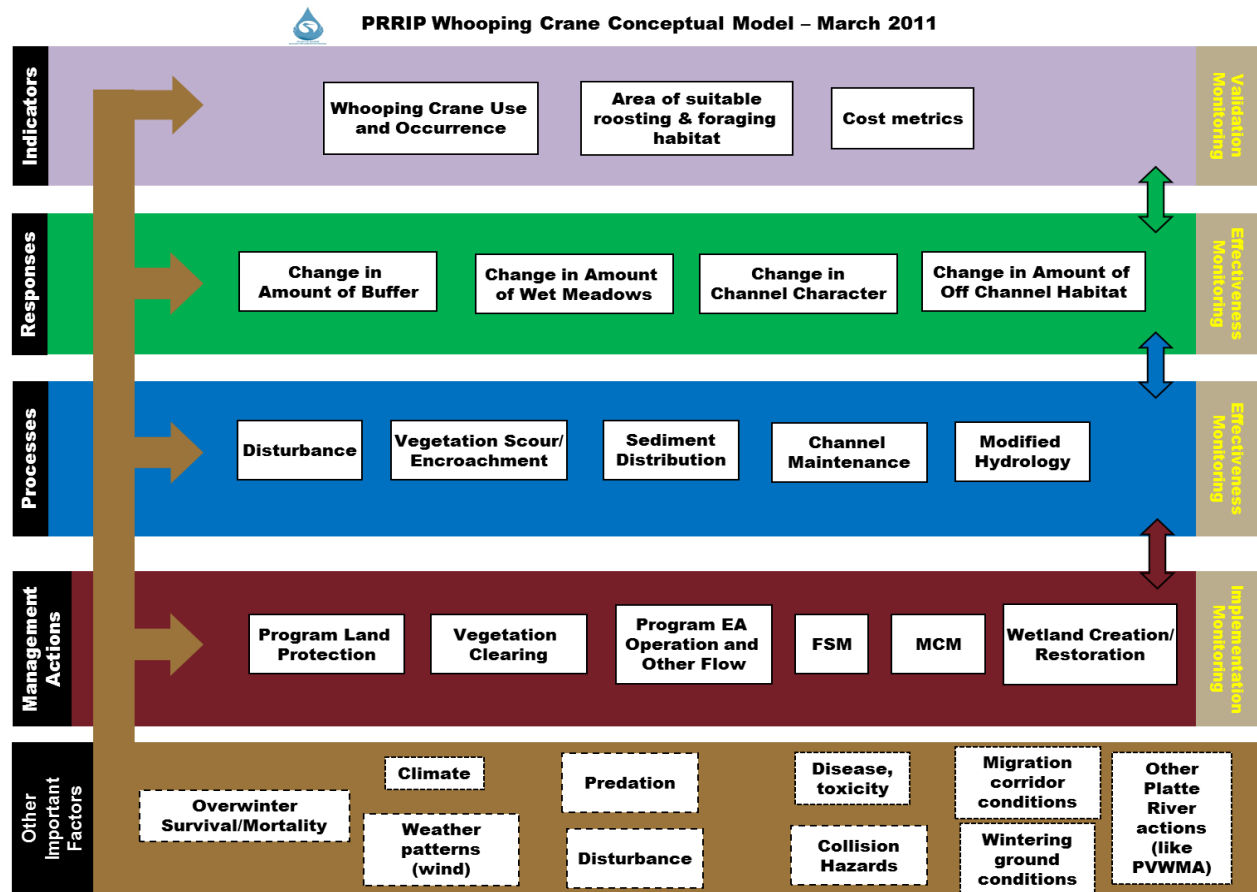 PRRIP Whooping Crane Conceptual Model – March 2011
Indicators
Whooping Crane Use
and Occurrence
Area of suitable
roosting & foraging
habitat
Cost metrics
Validation
Monitoring
Responses
Change in
Amount of Buffer
Change in Amount
of Wet Meadows
Change in
Channel Character
Change in Amount of
Off Channel Habitat
Effectiveness
Monitoring
Processes
Disturbance
Vegetation Scour/
Encroachment
Sediment
Distribution
Channel
Maintenance
Modified
Hydrology
Effectiveness
Monitoring
Management
Actions
Program Land
Protection
Vegetation
Clearing
Program EA
Operation and
Other Flow
FSM
MCM
Wetland Creation/
Restoration
Implementation
Monitoring
Other
Important
Factors
Overwinter
Survival/Mortality
Climate
Weather
patterns
(wind)
Predation
Disturbance
Disease,
toxicity
Collision
Hazards
Migration
corridor
conditions
Wintering
ground
conditions
Other
Platte
River
actions
(like
PVWMA)